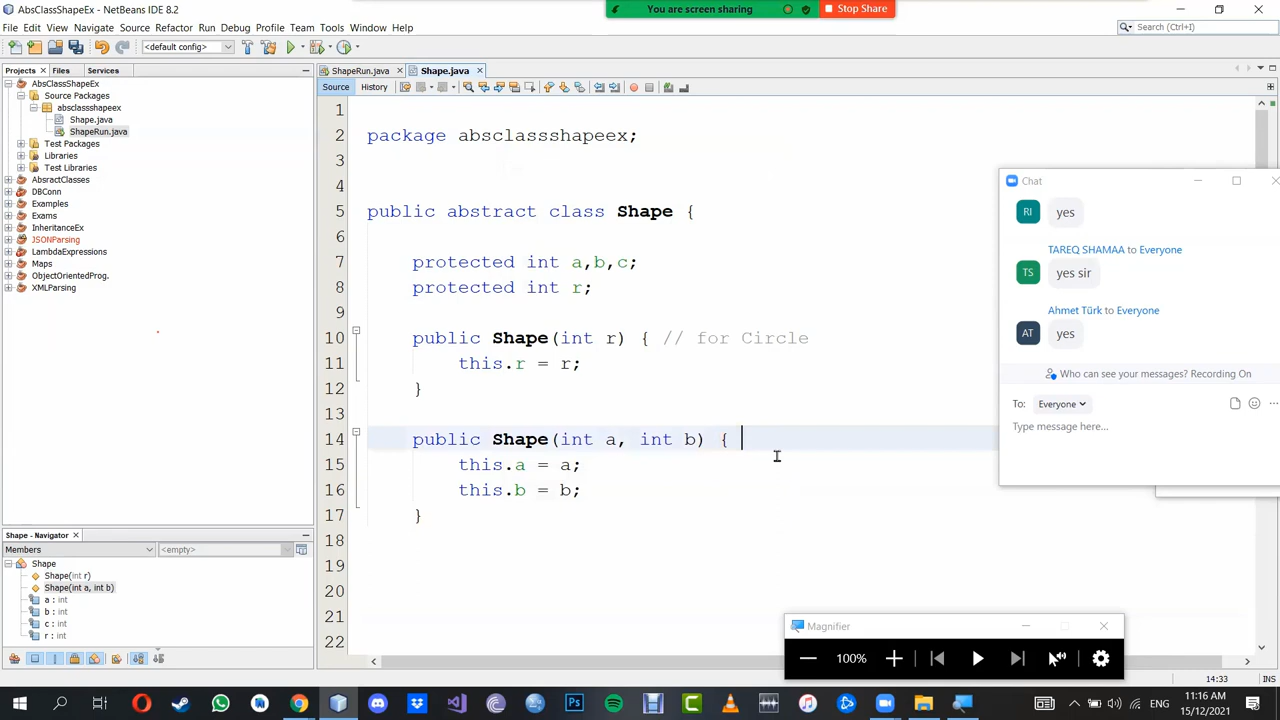 AbsClassShapeEx - NetBeans IDE 8.2
You are screen sharing
Stop Share
File Edit View Navigate Source Refactor Run Debug Profile Team Tools Window Help
Search (Ctrl+I)
<default config>
Projects Files Services
ShapeRun.java Shape.java
Source History
AbsClassShapeEx
Source Packages
absclassshapeex
Shape.java
ShapeRun.java
Test Packages
Libraries
Test Libraries
AbsractClasses
DBConn
Examples
Exams
InheritanceEx
JSONParsing
LambdaExpressions
Maps
ObjectOrientedProg.
XMLParsing
1
2 package absclassshapeex;
3
4
5 public abstract class Shape {
6
7 protected int a,b,c;
8 protected int r;
9
10 public Shape(int r) { // for Circle
11 this.r = r;
12 }
13
14 public Shape(int a, int b) {
15 this.a = a;
16 this.b = b;
17 }
18
19
20
21
22
Chat
RI yes
TAREQ SHAMAA to Everyone
TS yes sir
Ahmet Türk to Everyone
AT yes
Who can see your messages? Recording On
To: Everyone
Type message here...
Shape - Navigator
Members <empty>
Shape
Shape(int r)
Shape(int a, int b)
a : int
b : int
c : int
r : int
Magnifier
100%
14:33 INS
ENG
11:16 AM
15/12/2021